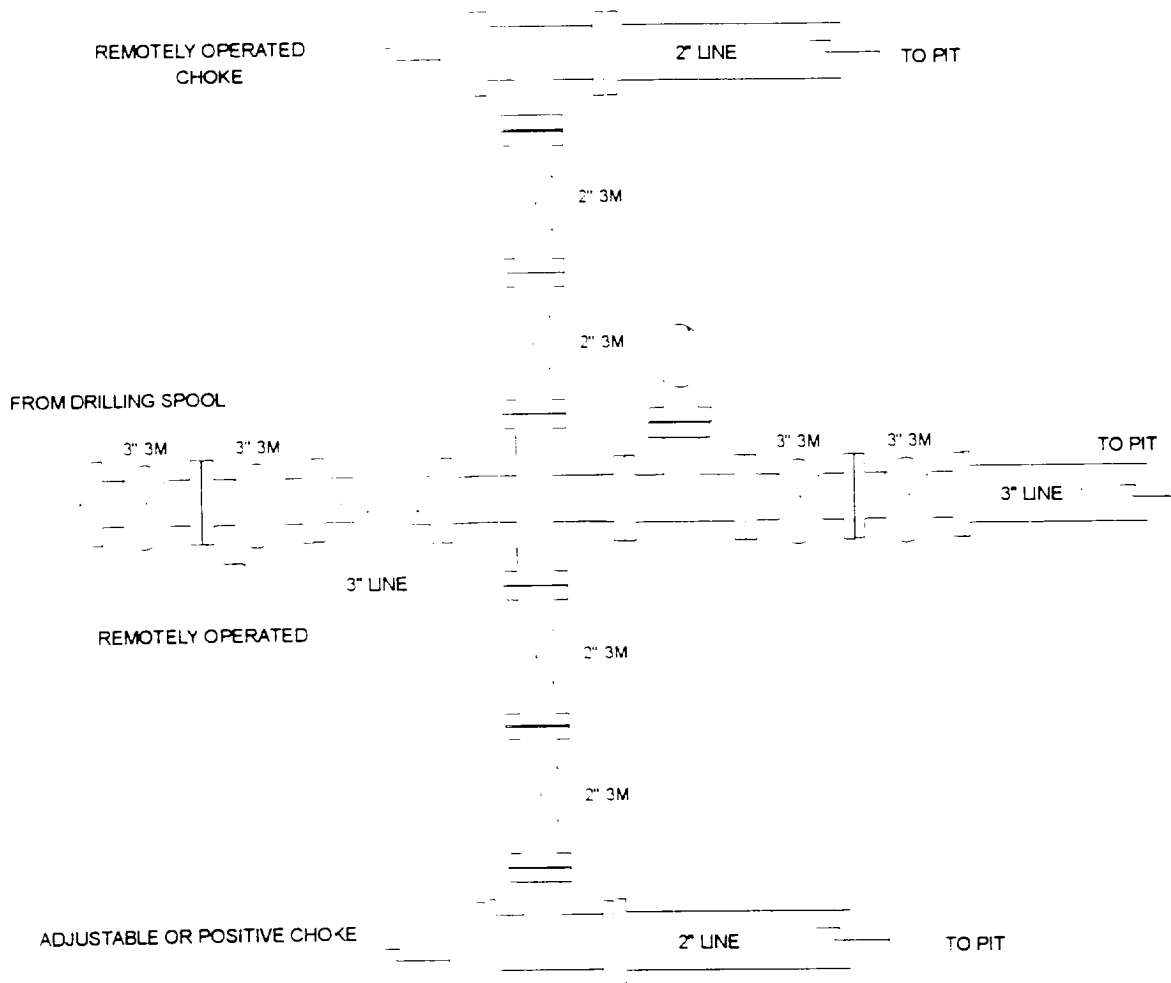 REMOTELY OPERATED
CHOKE
2" LINE
TO PIT
2" 3M
2" 3M
FROM DRILLING SPOOL
3" 3M
3" 3M
3" 3M
3" 3M
TO PIT
3" LINE
3" LINE
REMOTELY OPERATED
2" 3M
2" 3M
ADJUSTABLE OR POSITIVE CHOKE
2" LINE
TO PIT